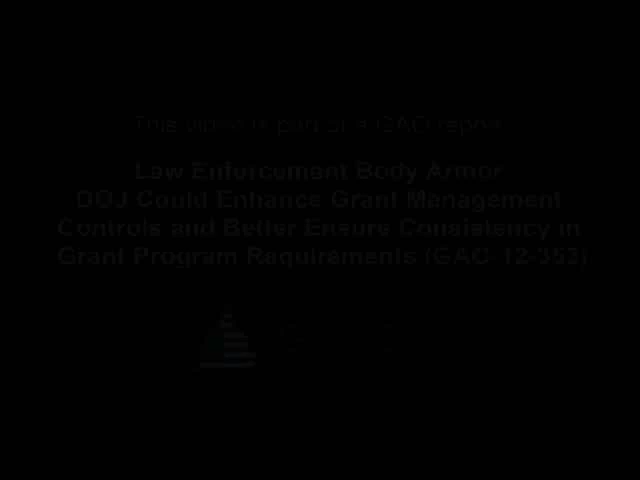 This video is part of a GAO report
Law Enforcement Body Armor
DOJ Could Enhance Grant Management
Controls and Better Ensure Consistency in
Grant Program Requirements (GAO-12-353)